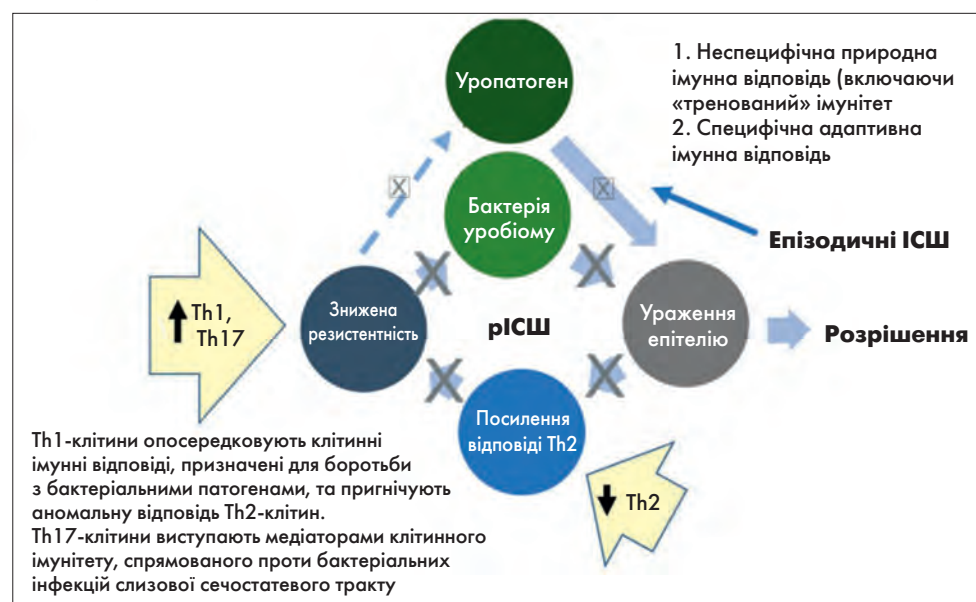 Уропатоген
1. Неспецифічна природна
імунна відповідь (включаючи
«тренований» імунітет
2. Специфічна адаптивна
імунна відповідь
Бактерія
уробіому
Епізодичні ІСШ
Th1,
Th17
Знижена
резистентність
рІСШ
Ураження
епітелію
Розрішення
Посилення
відповіді Th2
Th2
Th1-клітини опосередковують клітинні
імунні відповіді, призначені для боротьби
з бактеріальними патогенами, та пригнічують
аномальну відповідь Th2-клітин.
Th17-клітини виступають медіаторами клітинного
імунітету, спрямованого проти бактеріальних
інфекцій слизової сечостатевого тракту